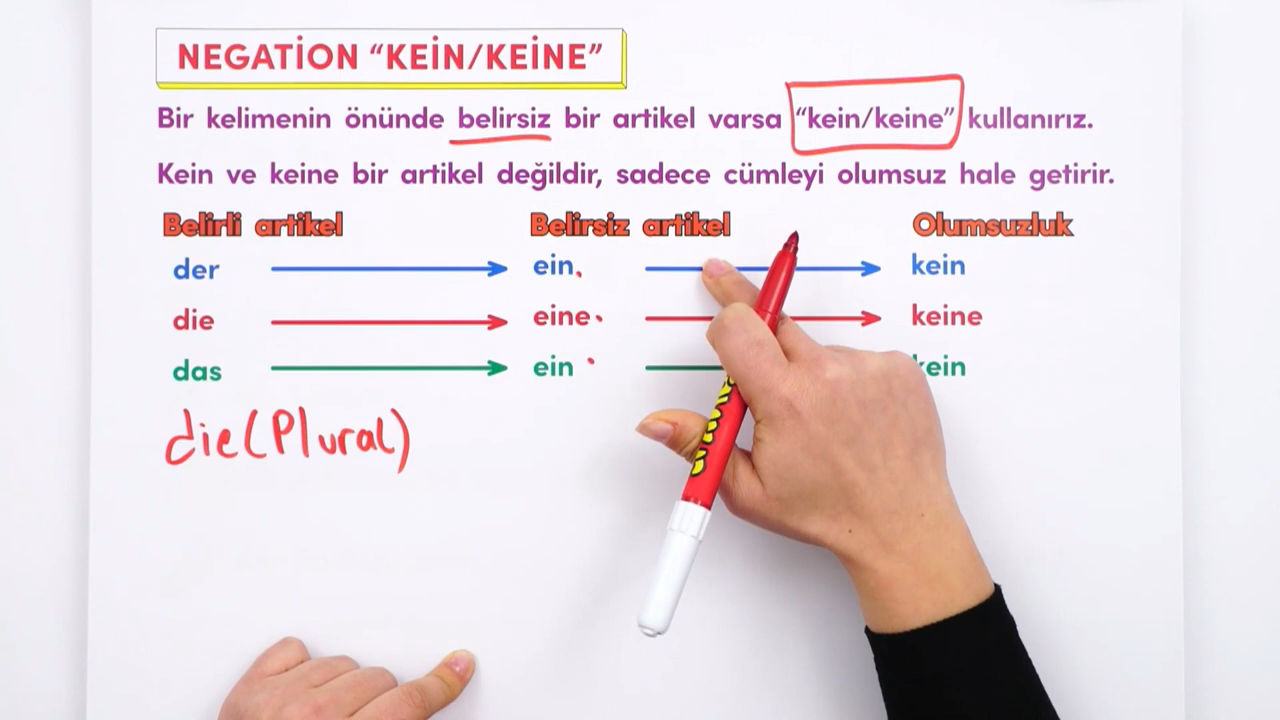 NEGATİON “KEİN/KEİNE”
Bir kelimenin önünde belirsiz bir artikel varsa “kein/keine” kullanırız.
Kein ve keine bir artikel değildir, sadece cümleyi olumsuz hale getirir.
Belirli artikel Belirsiz artikel Olumsuzluk
der ein kein
die eine keine
das ein kein
die (Plural)